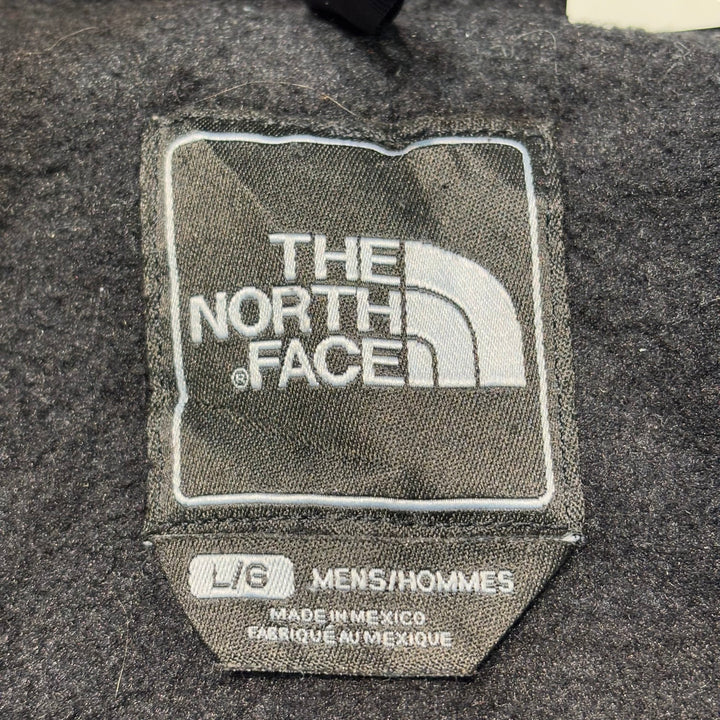 THE
NORTH
®FACE
L/G MENS/HOMMES
MADE IN MEXICO
FABRIQUÉ AU MEXIQUE